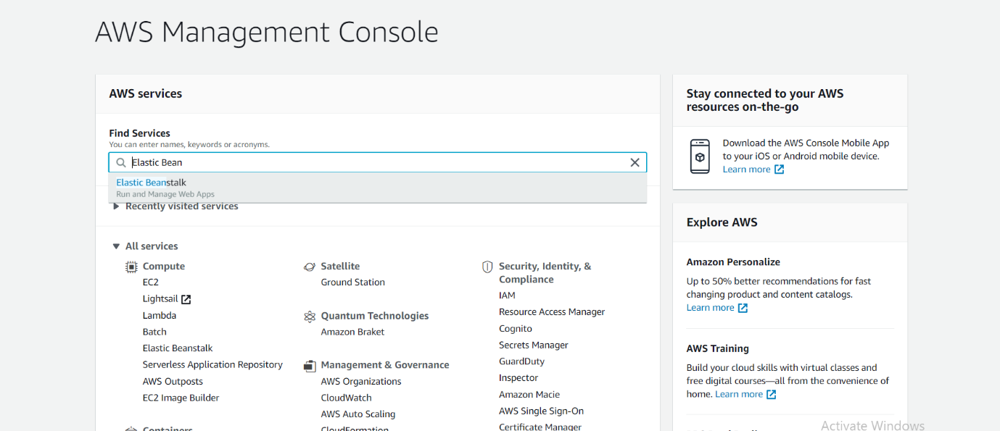 AWS Management Console
AWS services
Find Services
You can enter names, keywords or acronyms.
Elastic Bean
Elastic Beanstalk
Run and Manage Web Apps
Recently visited services
All services
Compute
EC2
Lightsail
Lambda
Batch
Elastic Beanstalk
Serverless Application Repository
AWS Outposts
EC2 Image Builder
Containers
Satellite
Ground Station
Quantum Technologies
Amazon Braket
Management & Governance
AWS Organizations
CloudWatch
AWS Auto Scaling
CloudFormation
Security, Identity, &
Compliance
IAM
Resource Access Manager
Cognito
Secrets Manager
GuardDuty
Inspector
Amazon Macie
AWS Single Sign-On
Certificate Manager
Stay connected to your AWS
resources on-the-go
Download the AWS Console Mobile App
to your iOS or Android mobile device.
Learn more
Explore AWS
Amazon Personalize
Up to 50% better recommendations for fast
changing product and content catalogs.
Learn more
AWS Training
Build your cloud skills with virtual classes and
free digital courses—all from the convenience of
home. Learn more
Activate Windows